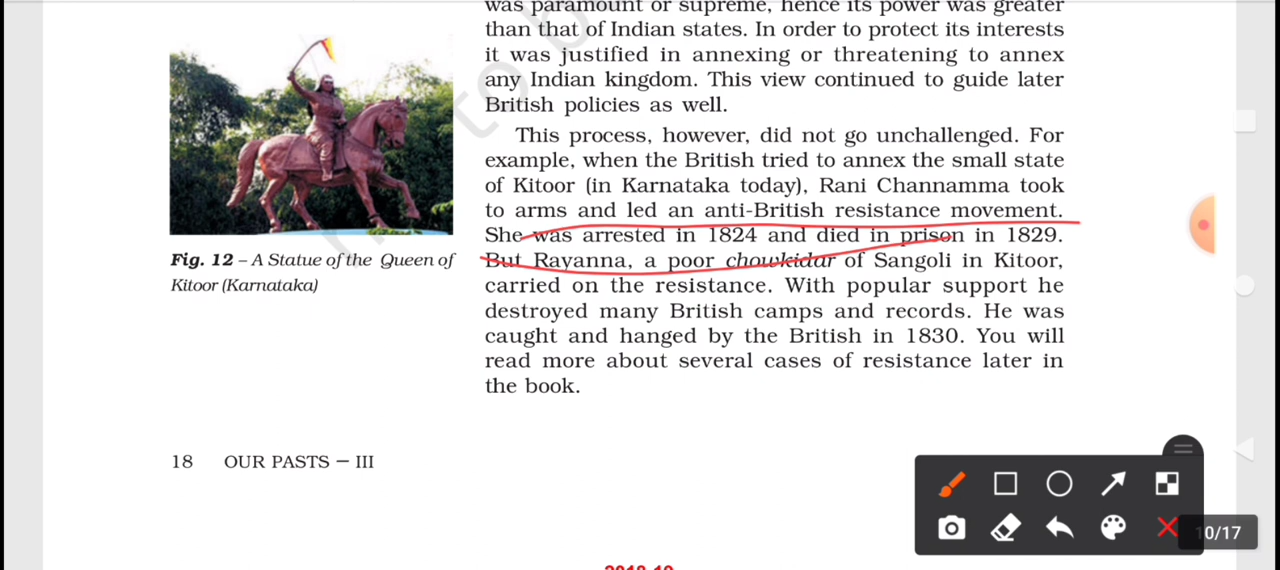 was paramount or supreme, hence its power was greater
than that of Indian states. In order to protect its interests
it was justified in annexing or threatening to annex
any Indian kingdom. This view continued to guide later
British policies as well.
This process, however, did not go unchallenged. For
example, when the British tried to annex the small state
of Kitoor (in Karnataka today), Rani Channamma took
to arms and led an anti-British resistance movement.
She was arrested in 1824 and died in prison in 1829.
But Rayanna, a poor chowkidar of Sangoli in Kitoor,
carried on the resistance. With popular support he
destroyed many British camps and records. He was
caught and hanged by the British in 1830. You will
read more about several cases of resistance later in
the book.
Fig. 12 – A Statue of the Queen of
Kitoor (Karnataka)
18 OUR PASTS – III
10/17
2018-19